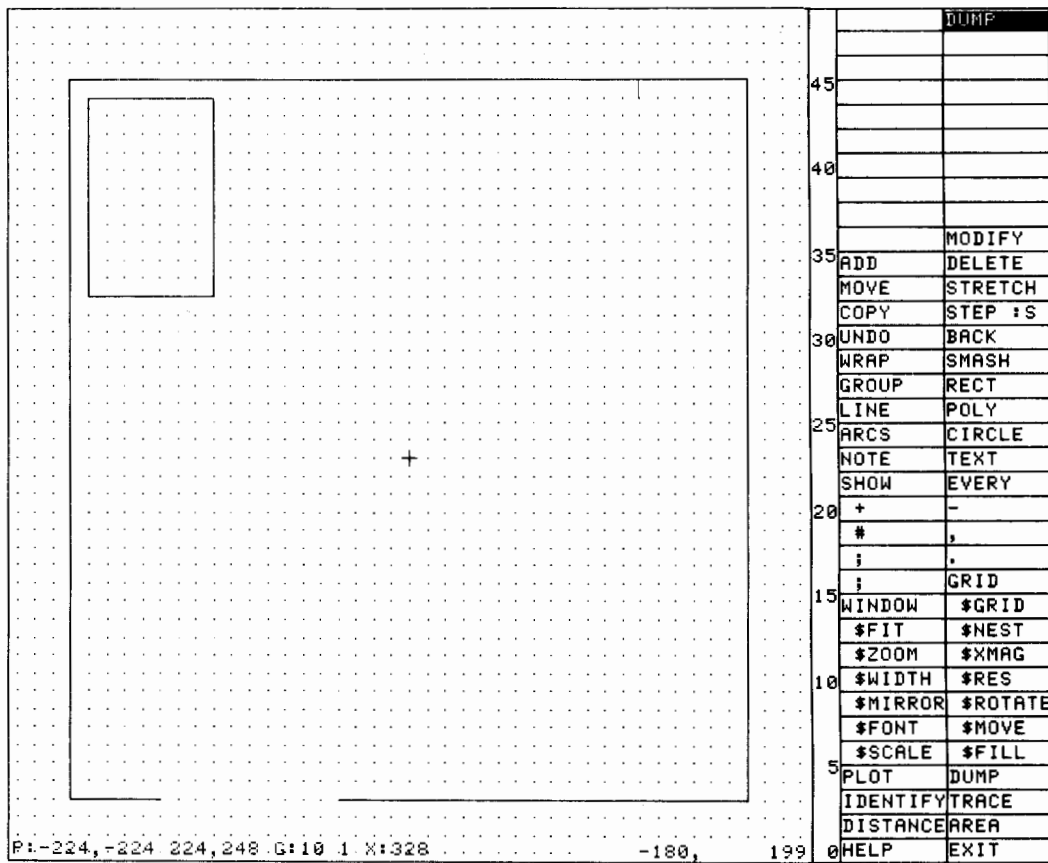 DUMP
45
40
MODIFY
35 ADD DELETE
MOVE STRETCH
COPY STEP :S
30 UNDO BACK
WRAP SMASH
GROUP RECT
LINE POLY
25 ARCS CIRCLE
NOTE TEXT
SHOW EVERY
20 + -
# ,
; .
; GRID
15 WINDOW $GRID
$FIT $NEST
$ZOOM $XMAG
10 $WIDTH $RES
$MIRROR $ROTATE
$FONT $MOVE
$SCALE $FILL
5 PLOT DUMP
IDENTIFY TRACE
DISTANCE AREA
P:-224,-224 224,248 G:10 1 X:328 -180, 199 0 HELP EXIT